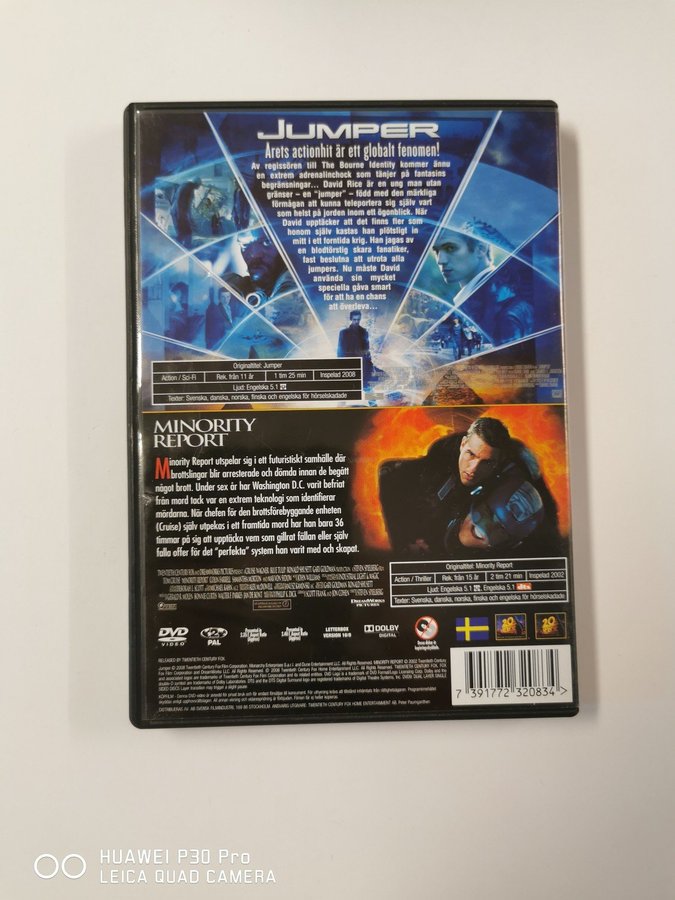 JUMPER
Årets actionhit är ett globalt fenomen!
Av regissören till The Bourne Identity kommer ännu
en extrem adrenalinchock som tänjer på fantasins
begränsningar... David Rice är en ung man utan
gränser – en "jumper" – född med den märkliga
förmågan att kunna teleportera sig själv vart
som helst på jorden inom ett ögonblick. När
David upptäcker att det finns fler som
honom själv kastas han plötsligt in
mitt i ett forntida krig. Han jagas av
en blodtörstig skara fanatiker,
fast beslutna att utrota alla
jumpers. Nu måste David
använda sin mycket
speciella gåva smart
för att ha en chans
att överleva...
Originaltitel: Jumper
Action / Sci-Fi Rek. från 11 år 1 tim 25 min Inspelad 2008
Ljud: Engelska 5.1
Texter: Svenska, danska, norska, finska och engelska för hörselskadade
MINORITY
REPORT
Minority Report utspelar sig i ett futuristiskt samhälle där
brottslingar blir arresterade och dömda innan de begått
något brott. Under sex år har Washington D.C. varit befriat
från mord tack var en extrem teknologi som identifierar
mördarna. När chefen för den brottsförebyggande enheten
(Cruise) själv utpekas i ett framtida mord har han bara 36
timmar på sig att upptäcka vem som gillrat fällan eller själv
falla offer för det "perfekta" system han varit med och skapat.
Originaltitel: Minority Report
Action / Thriller Rek. från 15 år 2 tim 21 min Inspelad 2002
Ljud: Engelska 5.1, Engelska 5.1 dts
Texter: Svenska, danska, norska, finska och engelska för hörselskadade
DREAMWORKS
PICTURES
DVD
VIDEO
2
PAL
LETTERBOX
VERSION 16/9
DOLBY
DIGITAL
RELEASED BY TWENTIETH CENTURY FOX.
7 391772 320834 >
HUAWEI P30 Pro
LEICA QUAD CAMERA